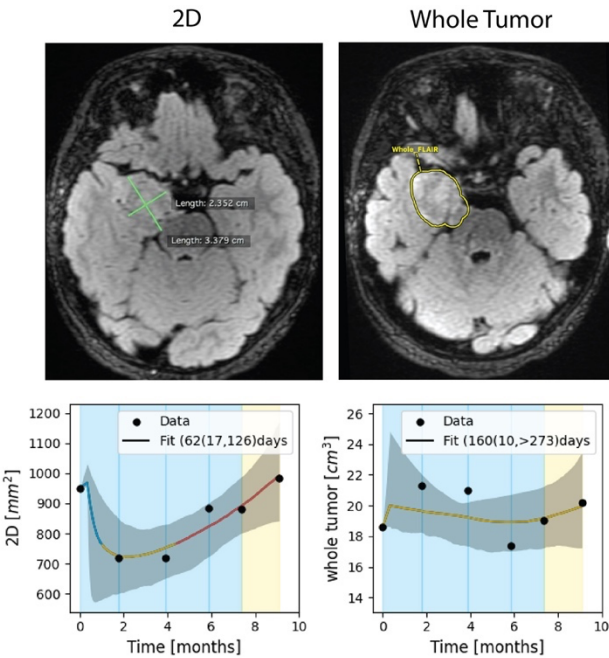 2D
Whole Tumor
Length: 2.352 cm
Length: 3.379 cm
Whole_FLAIR
1200
1100
1000
900
800
700
600
2D [mm²]
Data
Fit (62(17,126)days
0 2 4 6 8 10
Time [months]
26
24
22
20
18
16
14
whole tumor [cm³]
Data
Fit (160(10,>273)days
0 2 4 6 8 10
Time [months]